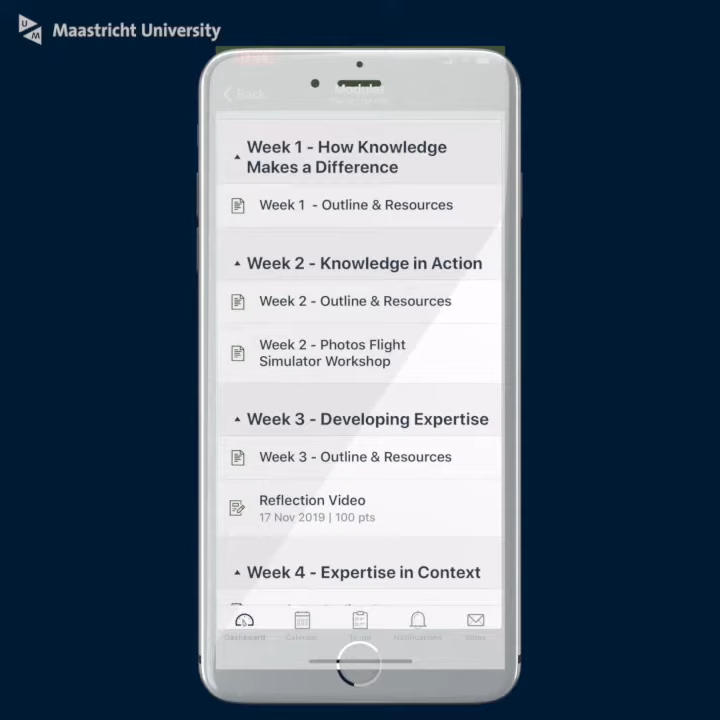 Maastricht University
Back
Modules
Week 1 - How Knowledge
Makes a Difference
Week 1 - Outline & Resources
Week 2 - Knowledge in Action
Week 2 - Outline & Resources
Week 2 - Photos Flight
Simulator Workshop
Week 3 - Developing Expertise
Week 3 - Outline & Resources
Reflection Video
17 Nov 2019 | 100 pts
Week 4 - Expertise in Context
Dashboard
Calendar
Notifications